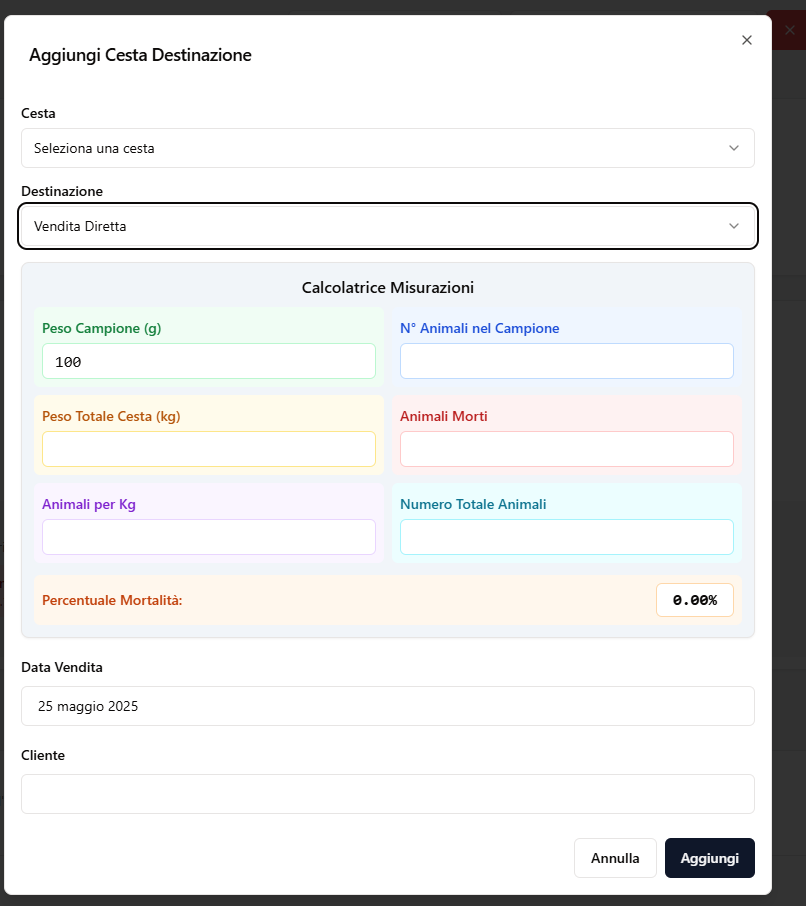 Aggiungi Cesta Destinazione
Cesta
Seleziona una cesta
Destinazione
Vendita Diretta
Calcolatrice Misurazioni
Peso Campione (g)
N° Animali nel Campione
100
Peso Totale Cesta (kg)
Animali Morti
Animali per Kg
Numero Totale Animali
Percentuale Mortalità:
0.00%
Data Vendita
25 maggio 2025
Cliente
Annulla
Aggiungi